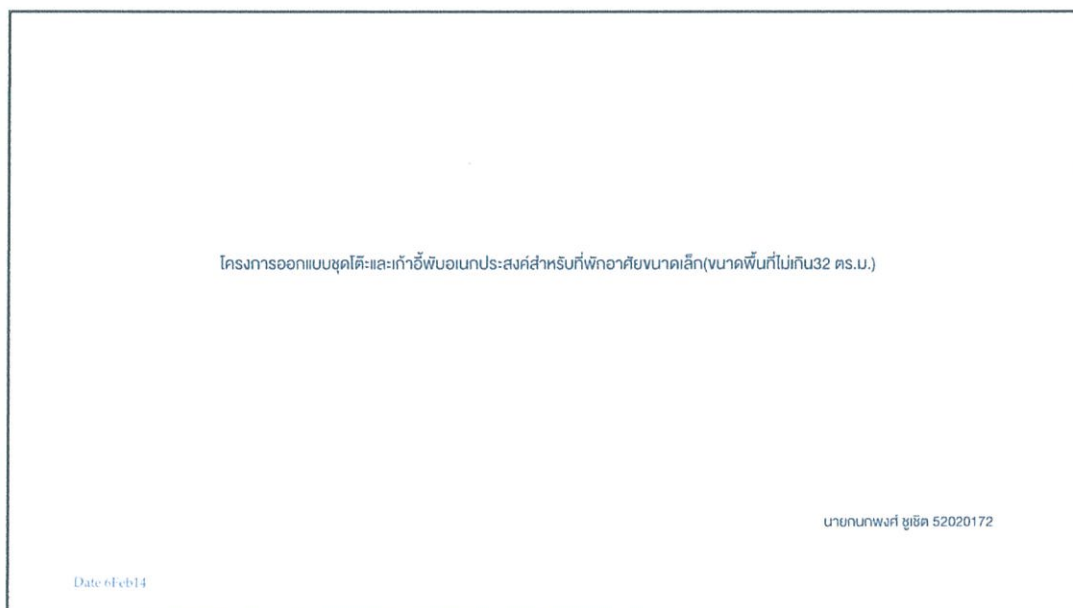 โครงการออกแบบชุดโต๊ะและเก้าอี้พับอเนกประสงค์สำหรับที่พักอาศัยขนาดเล็ก(ขนาดพื้นที่ไม่เกิน32 ตร.ม.)
นายกนกพงศ์ ชูเชิด 52020172
Date 6Feb14